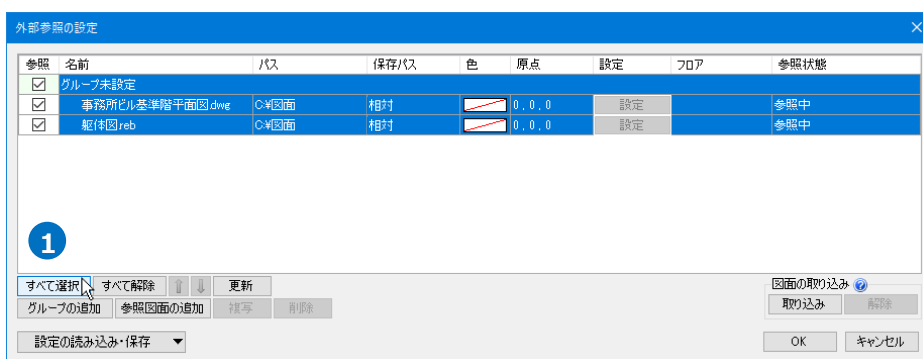 外部参照の設定
参照 名前 パス 保存パス 色 原点 設定 フロア 参照状態
グループ未設定
事務所ビル基準階平面図.dwg C:¥図面 相対 0, 0, 0 設定 参照中
躯体図.reb C:¥図面 相対 0, 0, 0 設定 参照中
1
すべて選択 すべて解除 更新 図面の取り込み
グループの追加 参照図面の追加 複写 削除 取り込み 解除
設定の読み込み・保存 OK キャンセル